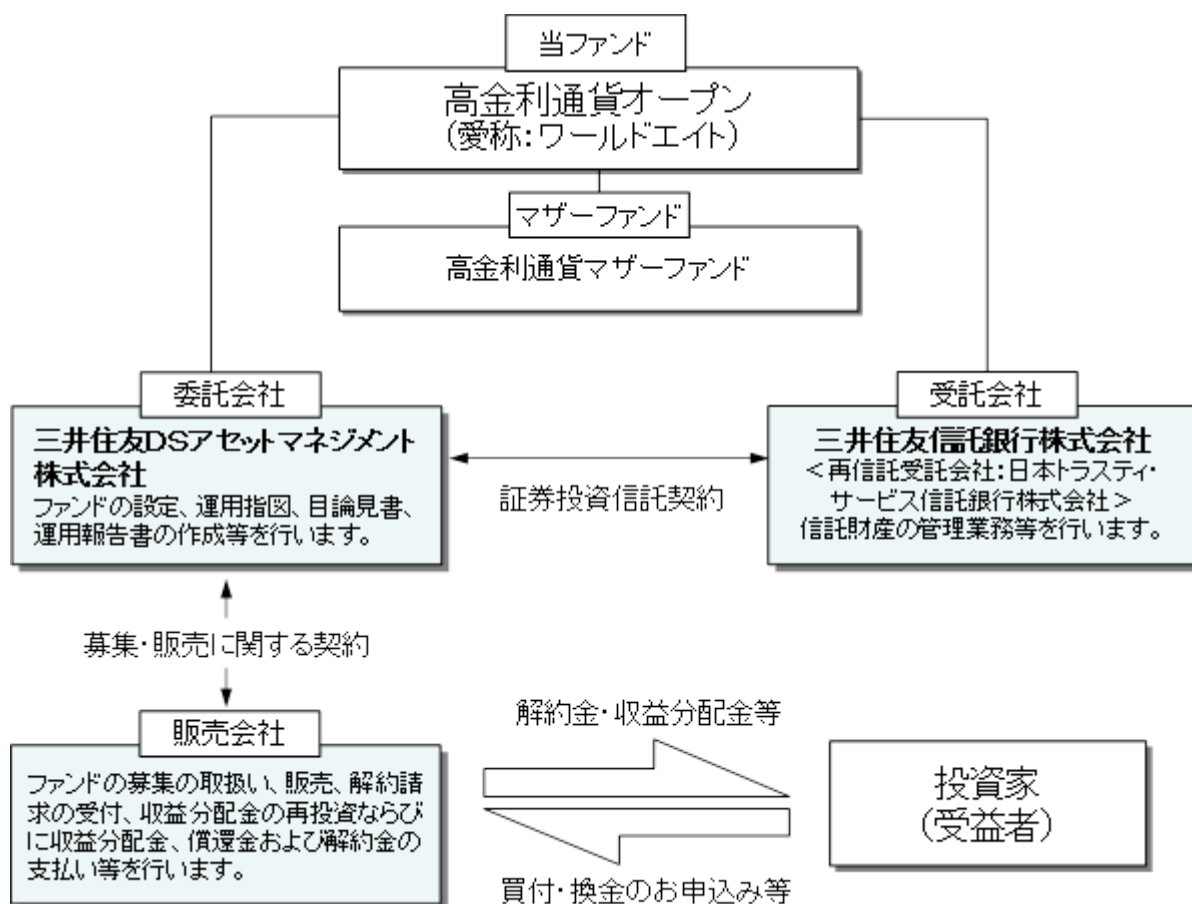 当ファンド
高金利通貨オープン
(愛称:ワールドエイト)
マザーファンド
高金利通貨マザーファンド
委託会社
三井住友DSアセットマネジメント
株式会社
ファンドの設定、運用指図、目論見書、
運用報告書の作成等を行います。
証券投資信託契約
受託会社
三井住友信託銀行株式会社
<再信託受託会社:日本トラスティ・
サービス信託銀行株式会社>
信託財産の管理業務等を行います。
募集・販売に関する契約
販売会社
ファンドの募集の取扱い、販売、解約請
求の受付、収益分配金の再投資ならび
に収益分配金、償還金および解約金の
支払い等を行います。
解約金・収益分配金等
買付・換金のお申込み等
投資家
(受益者)